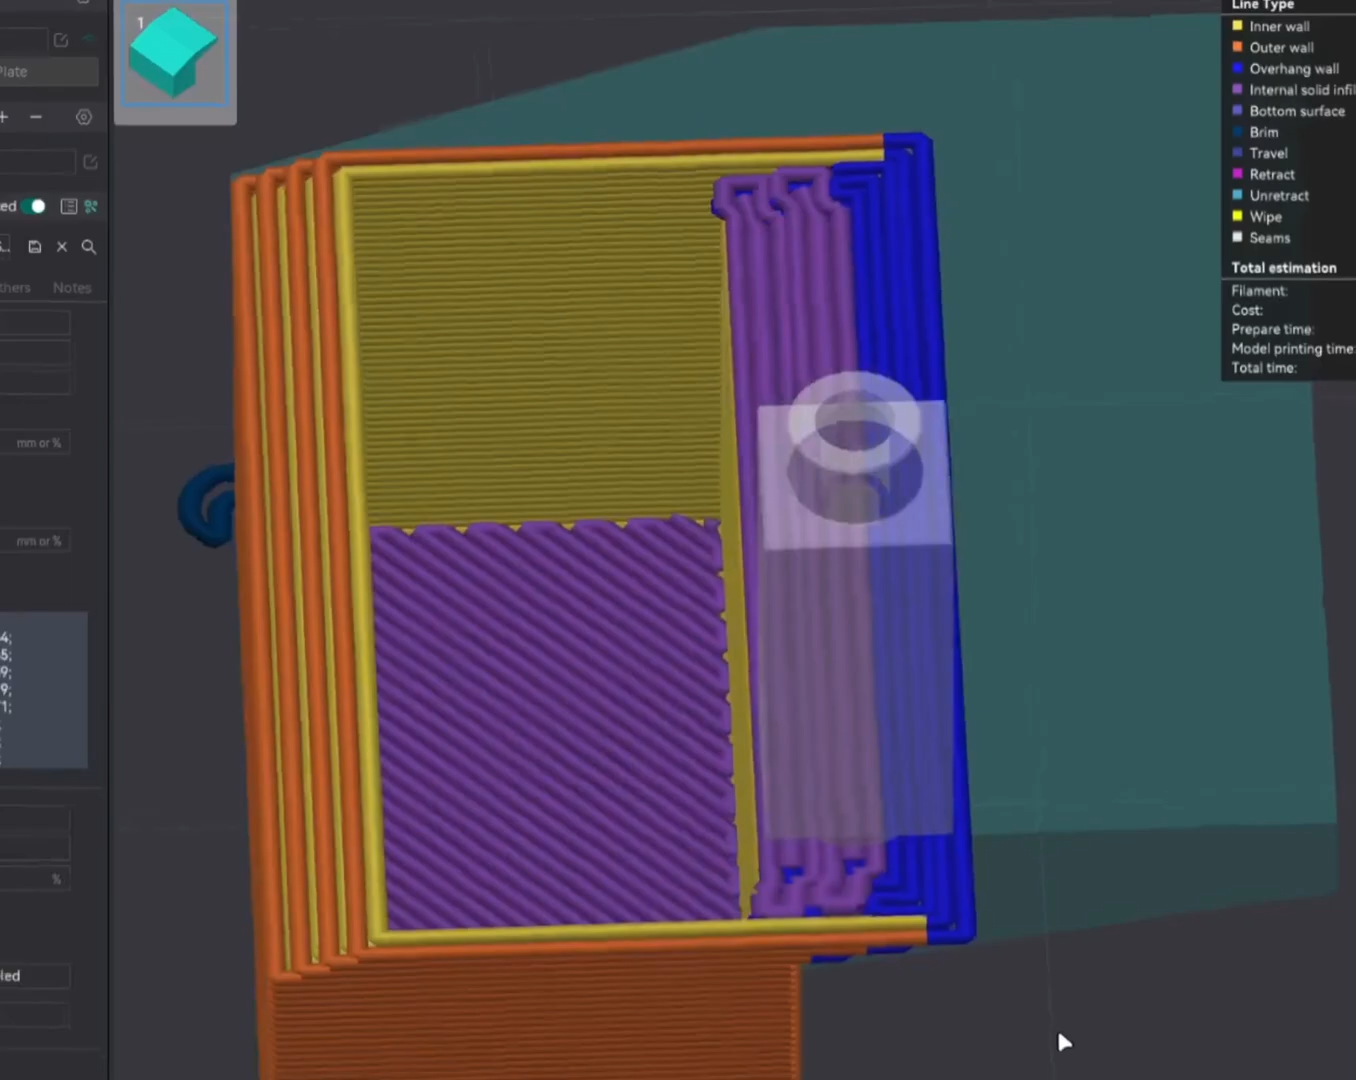 1
Plate
ed
thers
Notes
mm or %
mm or %
4;
5;
9;
9;
1;
%
led
Line Type
Inner wall
Outer wall
Overhang wall
Internal solid infil
Bottom surface
Brim
Travel
Retract
Unretract
Wipe
Seams
Total estimation
Filament:
Cost:
Prepare time:
Model printing time:
Total time: